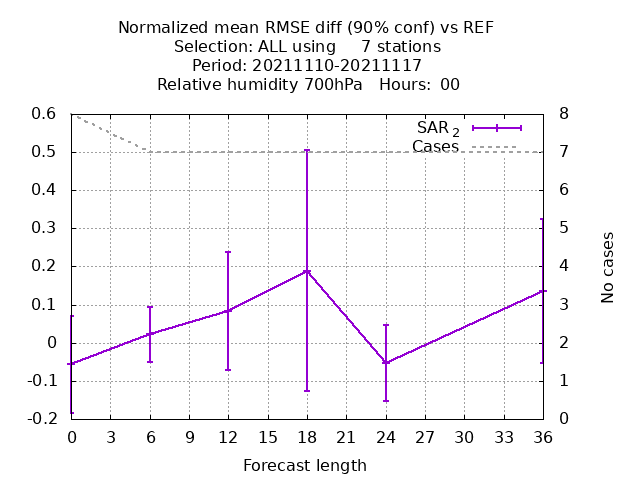 Normalized mean RMSE diff (90% conf) vs REF
Selection: ALL using     7 stations
Period: 20211110-20211117
Relative humidity 700hPa   Hours:  00
0.6
0.5
0.4
0.3
0.2
0.1
0
-0.1
-0.2
SAR 2
Cases
8
7
6
5
4
3
2
1
0
No cases
0 3 6 9 12 15 18 21 24 27 30 33 36
Forecast length